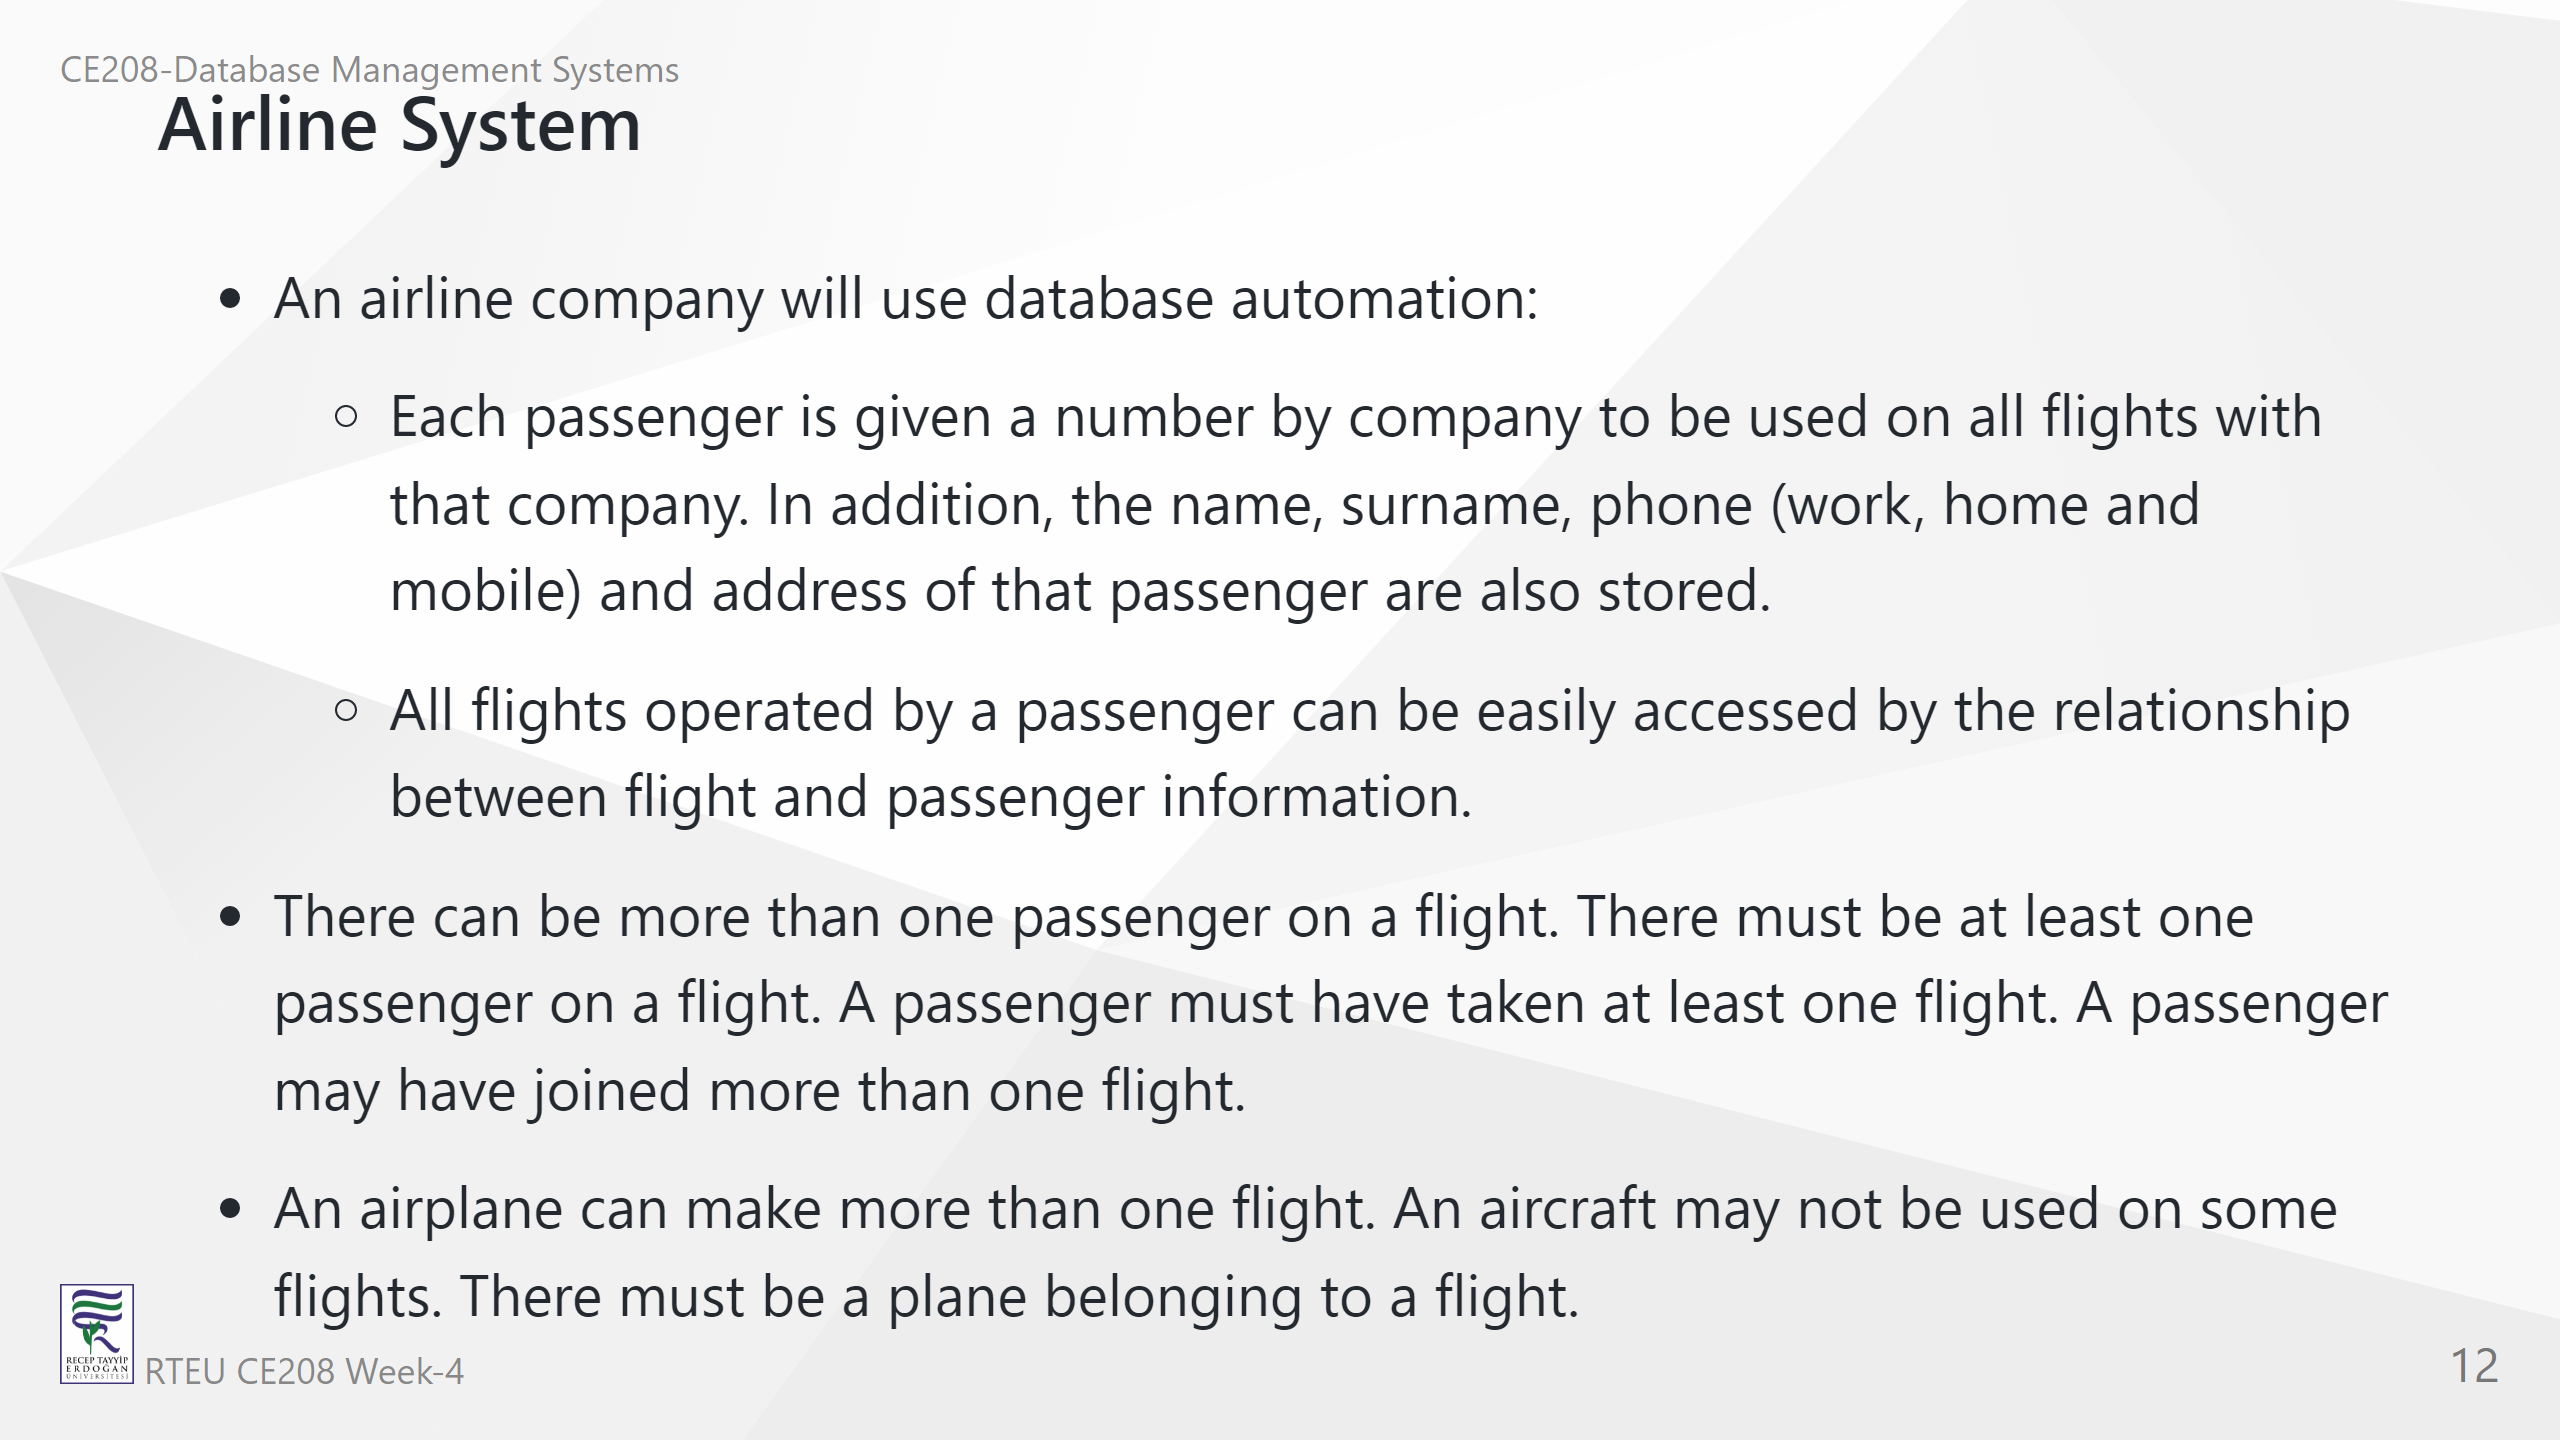 CE208-Database Management Systems
Airline System
• An airline company will use database automation:
○ Each passenger is given a number by company to be used on all flights with
that company. In addition, the name, surname, phone (work, home and
mobile) and address of that passenger are also stored.
○ All flights operated by a passenger can be easily accessed by the relationship
between flight and passenger information.
• There can be more than one passenger on a flight. There must be at least one
passenger on a flight. A passenger must have taken at least one flight. A passenger
may have joined more than one flight.
• An airplane can make more than one flight. An aircraft may not be used on some
flights. There must be a plane belonging to a flight.
RECEP TAYYİP
ERDOĞAN
ÜNİVERSİTESİ
RTEU CE208 Week-4
12